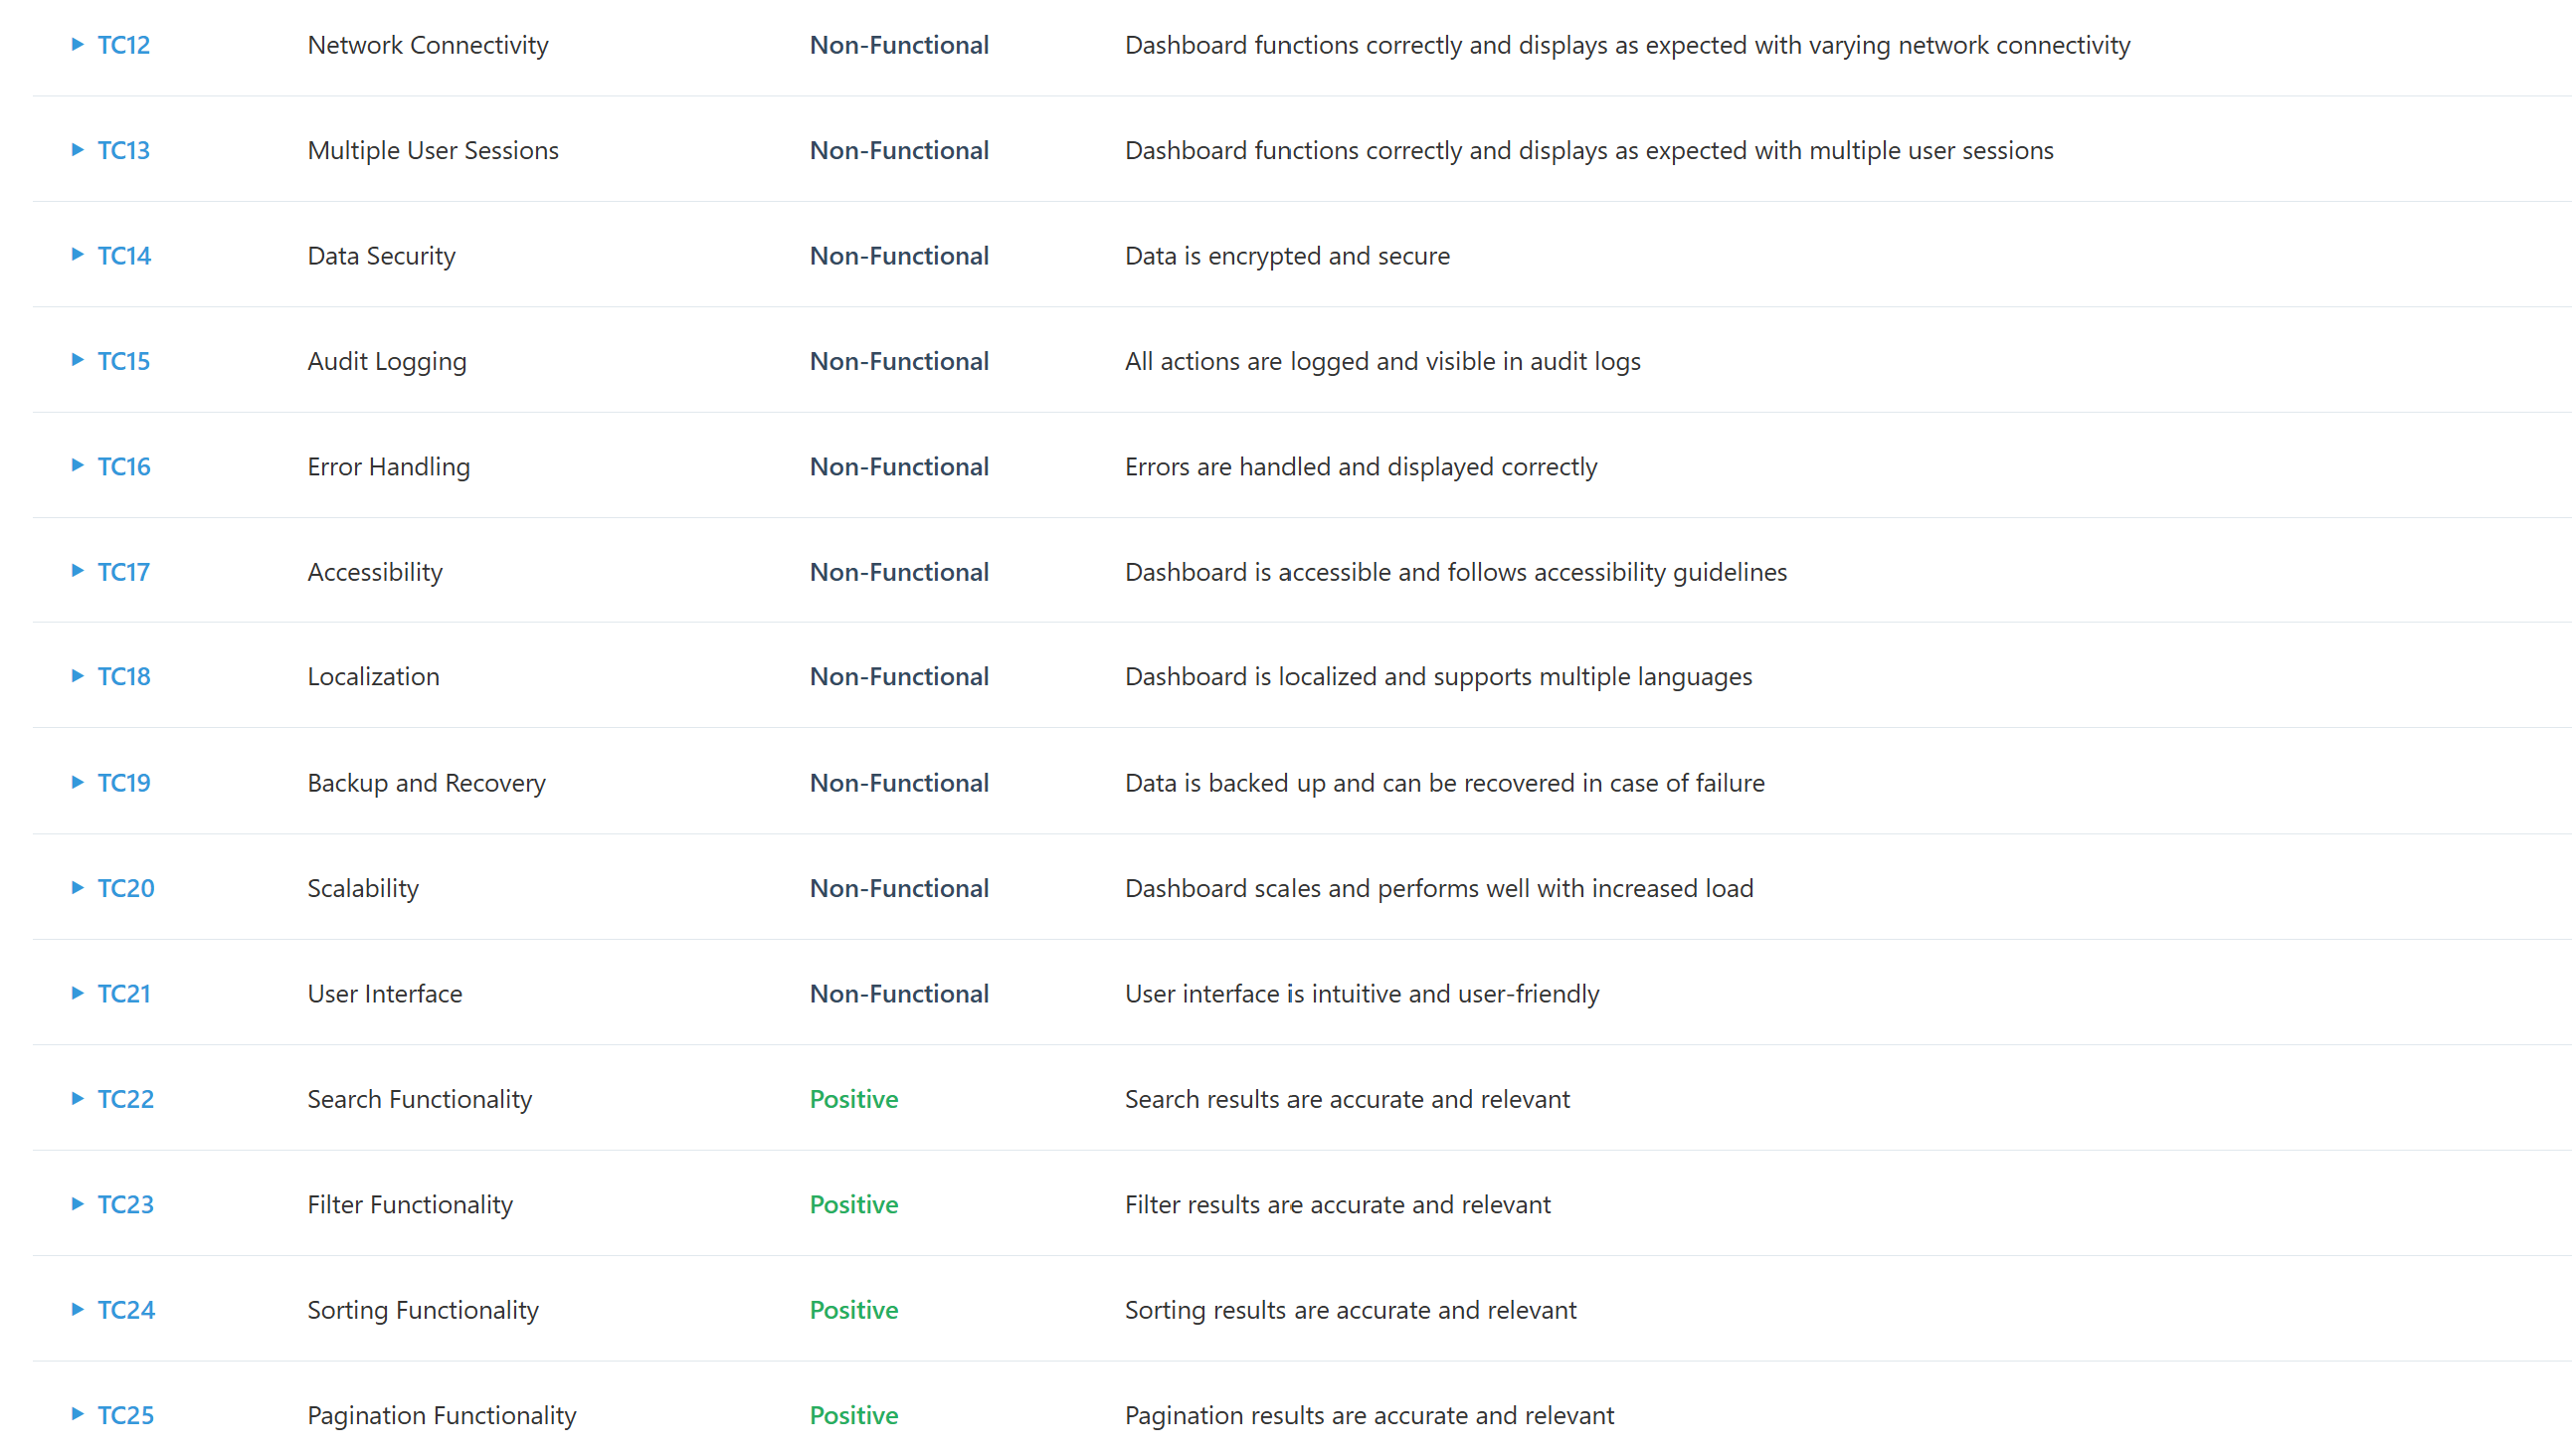 TC12 Network Connectivity Non-Functional Dashboard functions correctly and displays as expected with varying network connectivity
TC13 Multiple User Sessions Non-Functional Dashboard functions correctly and displays as expected with multiple user sessions
TC14 Data Security Non-Functional Data is encrypted and secure
TC15 Audit Logging Non-Functional All actions are logged and visible in audit logs
TC16 Error Handling Non-Functional Errors are handled and displayed correctly
TC17 Accessibility Non-Functional Dashboard is accessible and follows accessibility guidelines
TC18 Localization Non-Functional Dashboard is localized and supports multiple languages
TC19 Backup and Recovery Non-Functional Data is backed up and can be recovered in case of failure
TC20 Scalability Non-Functional Dashboard scales and performs well with increased load
TC21 User Interface Non-Functional User interface is intuitive and user-friendly
TC22 Search Functionality Positive Search results are accurate and relevant
TC23 Filter Functionality Positive Filter results are accurate and relevant
TC24 Sorting Functionality Positive Sorting results are accurate and relevant
TC25 Pagination Functionality Positive Pagination results are accurate and relevant